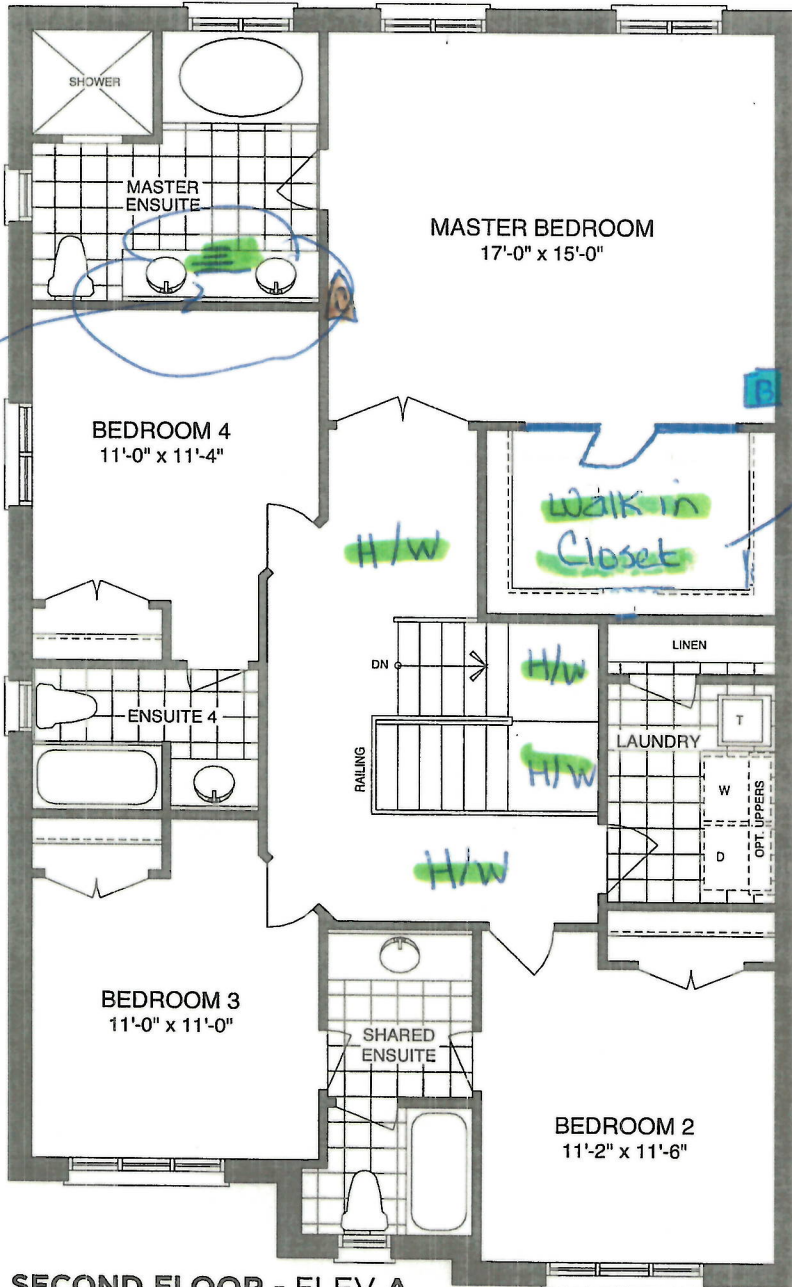 SHOWER
MASTER
ENSUITE
MASTER BEDROOM
17'-0" x 15'-0"
B
BEDROOM 4
11'-0" x 11'-4"
Walk in
Closet
H/W
DN
H/W
LINEN
ENSUITE 4
RAILING
H/W
LAUNDRY
T
W
OPT. UPPERS
D
H/W
BEDROOM 3
11'-0" x 11'-0"
SHARED
ENSUITE
BEDROOM 2
11'-2" x 11'-6"
SECOND FLOOR - ELEV. A